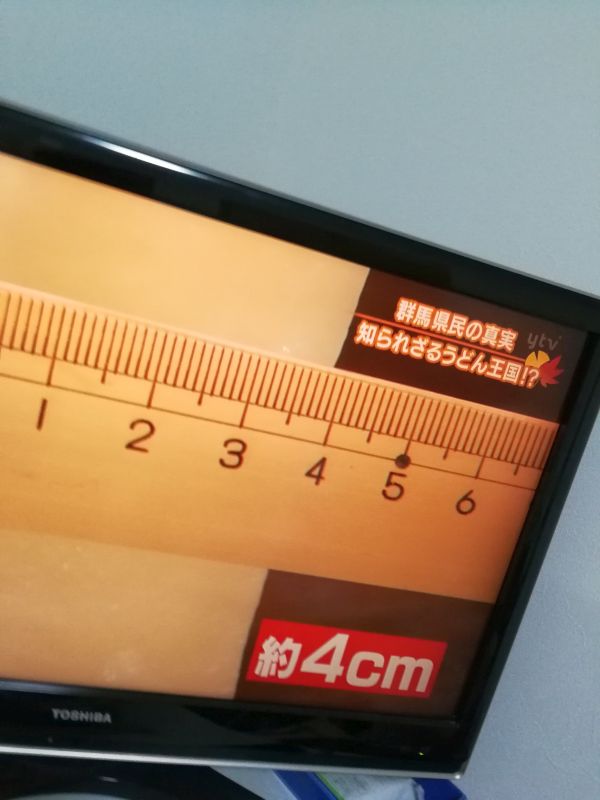 群馬県民の真実
ytv
知られざるうどん王国!?
1 2 3 4 5 6
約4cm
TOSHIBA